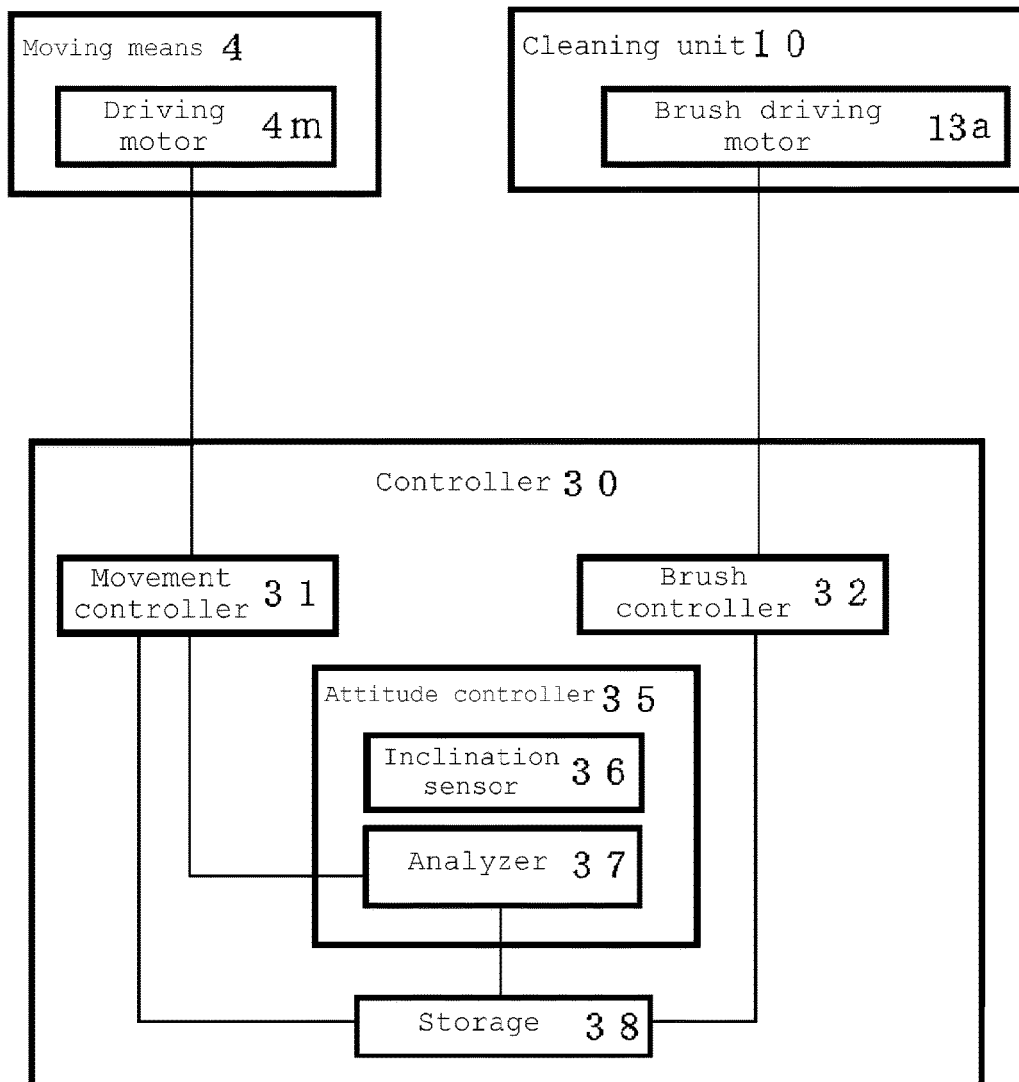 Moving means 4
Driving
motor 4m
Cleaning unit 10
Brush driving
motor 13a
Controller 30
Movement
controller 31
Brush
controller 32
Attitude controller 35
Inclination
sensor 36
Analyzer 37
Storage 38